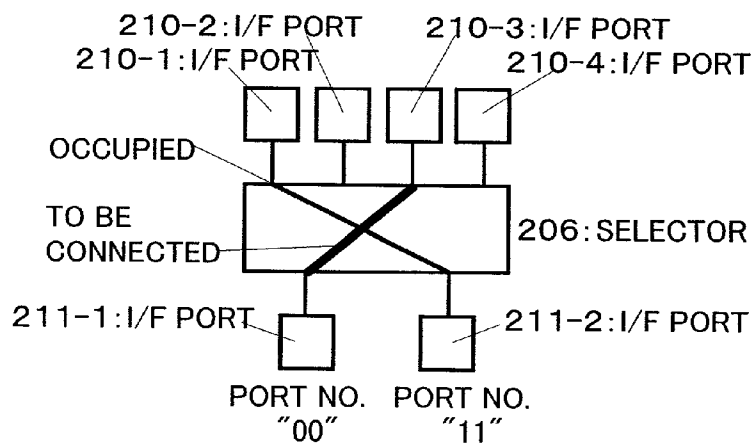 210-2:I/F PORT
210-3:I/F PORT
210-1:I/F PORT
210-4:I/F PORT
OCCUPIED
TO BE
CONNECTED
206:SELECTOR
211-1:I/F PORT
211-2:I/F PORT
PORT NO.
"00"
PORT NO.
"11"